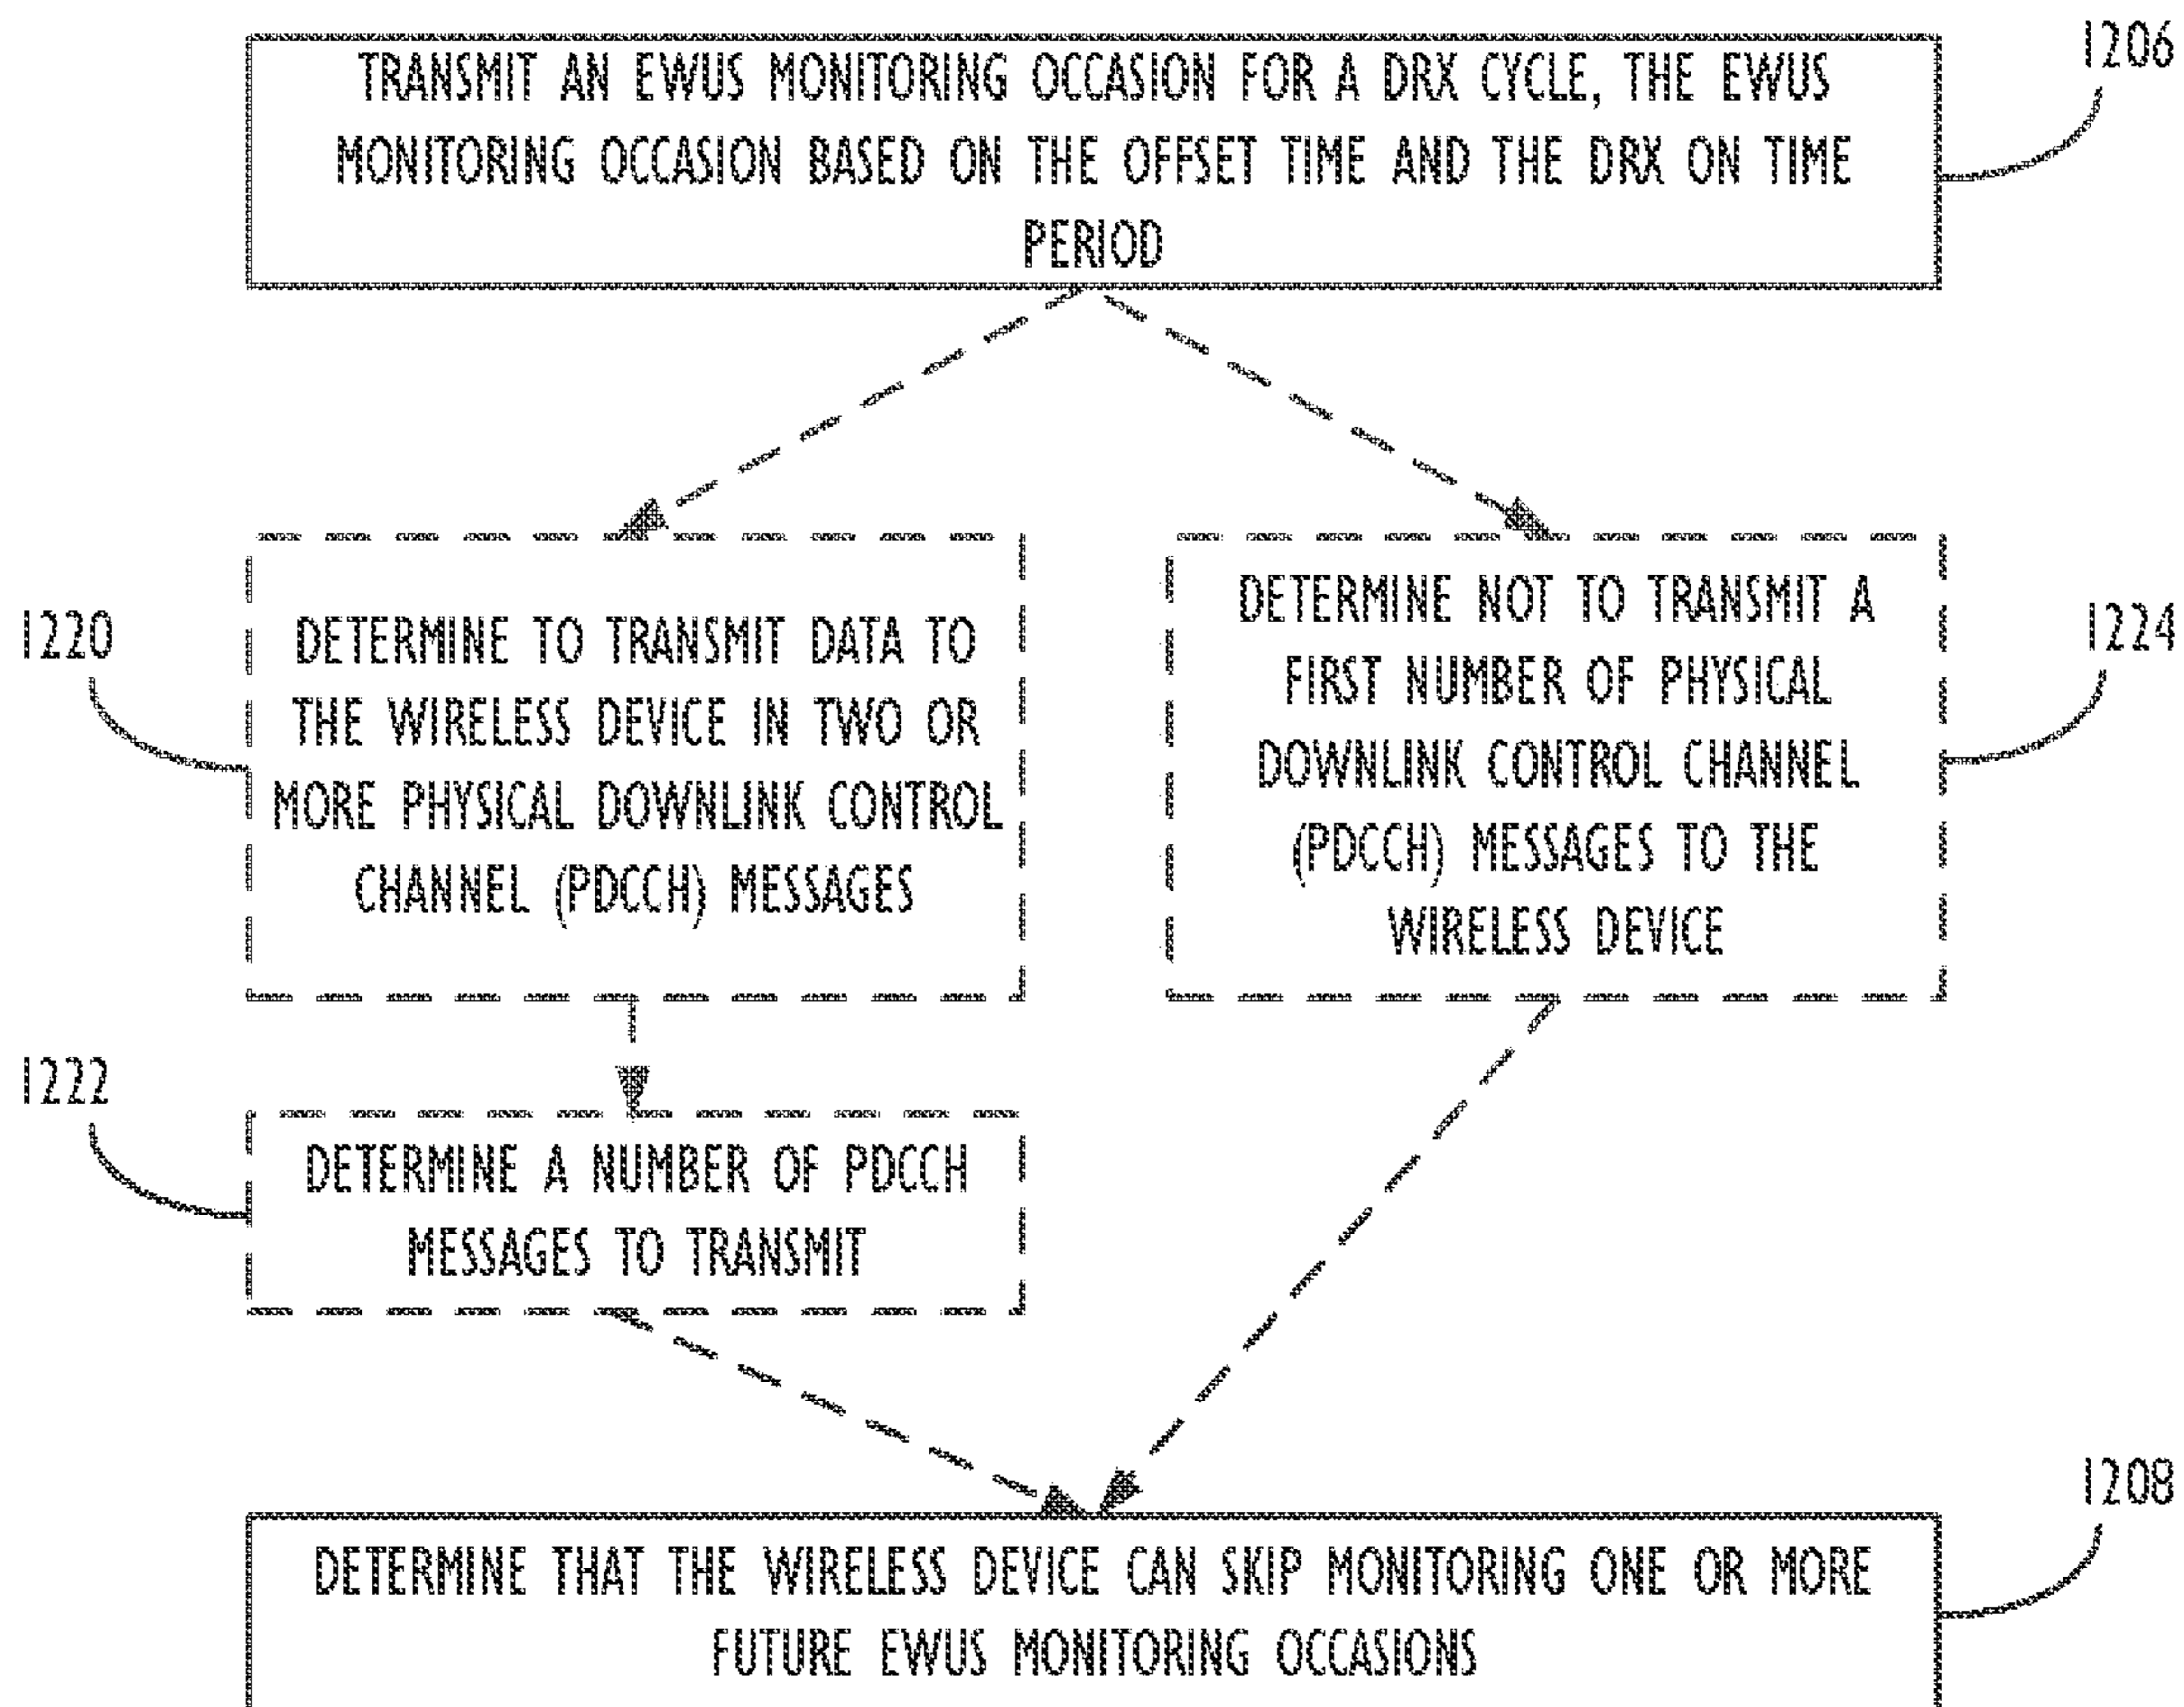 1206
TRANSMIT AN EWUS MONITORING OCCASION FOR A DRX CYCLE, THE EWUS
MONITORING OCCASION BASED ON THE OFFSET TIME AND THE DRX ON TIME
PERIOD
1220
DETERMINE TO TRANSMIT DATA TO
THE WIRELESS DEVICE IN TWO OR
MORE PHYSICAL DOWNLINK CONTROL
CHANNEL (PDCCH) MESSAGES
1224
DETERMINE NOT TO TRANSMIT A
FIRST NUMBER OF PHYSICAL
DOWNLINK CONTROL CHANNEL
(PDCCH) MESSAGES TO THE
WIRELESS DEVICE
1222
DETERMINE A NUMBER OF PDCCH
MESSAGES TO TRANSMIT
1208
DETERMINE THAT THE WIRELESS DEVICE CAN SKIP MONITORING ONE OR MORE
FUTURE EWUS MONITORING OCCASIONS